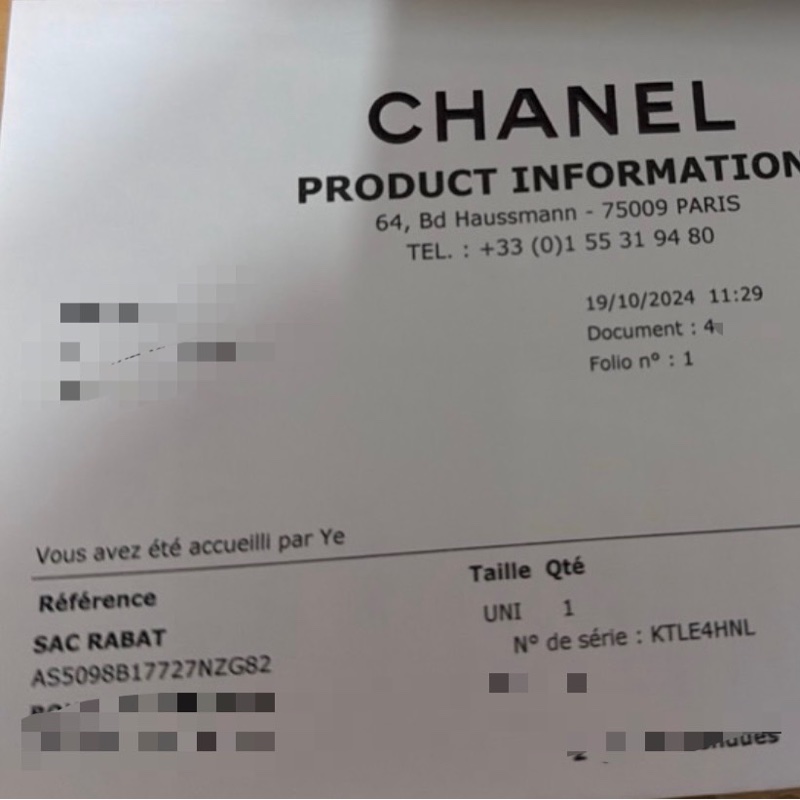 CHANEL
PRODUCT INFORMATION
64, Bd Haussmann - 75009 PARIS
TEL. : +33 (0)1 55 31 94 80
19/10/2024 11:29
Document : 4
Folio n° : 1
Vous avez été accueilli par Ye
Référence Taille Qté
SAC RABAT UNI 1
AS5098B17727NZG82 N° de série : KTLE4HNL